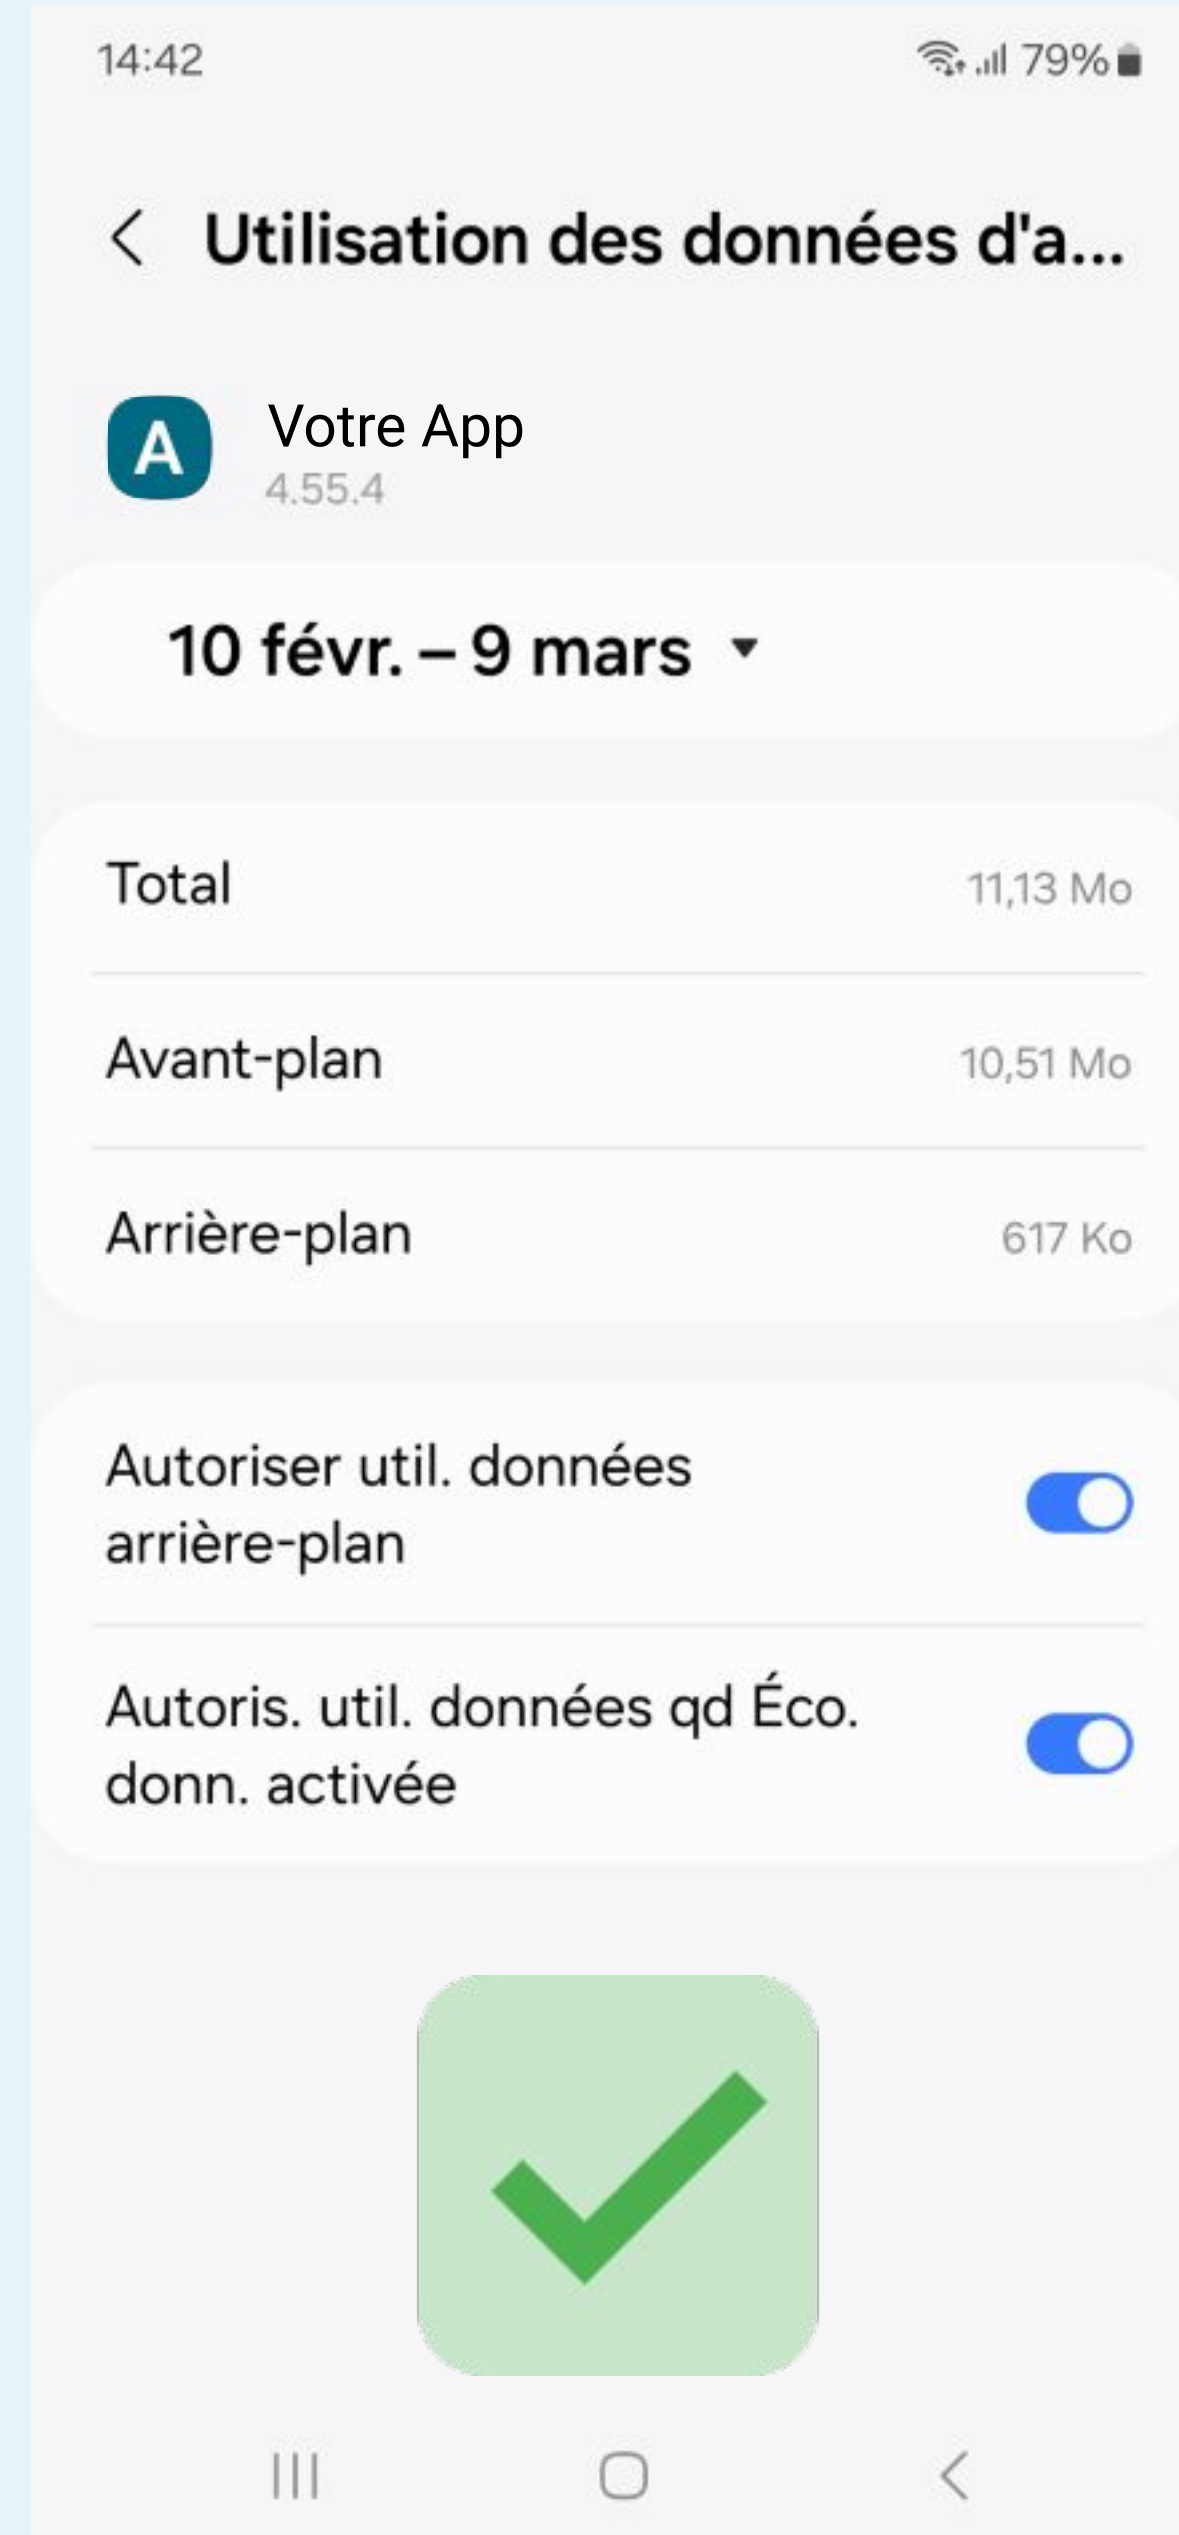 14:42
79%
Utilisation des données d'a...
A
Votre App
4.55.4
10 févr. – 9 mars
Total
11,13 Mo
Avant-plan
10,51 Mo
Arrière-plan
617 Ko
Autoriser util. données
arrière-plan
Autoris. util. données qd Éco.
donn. activée